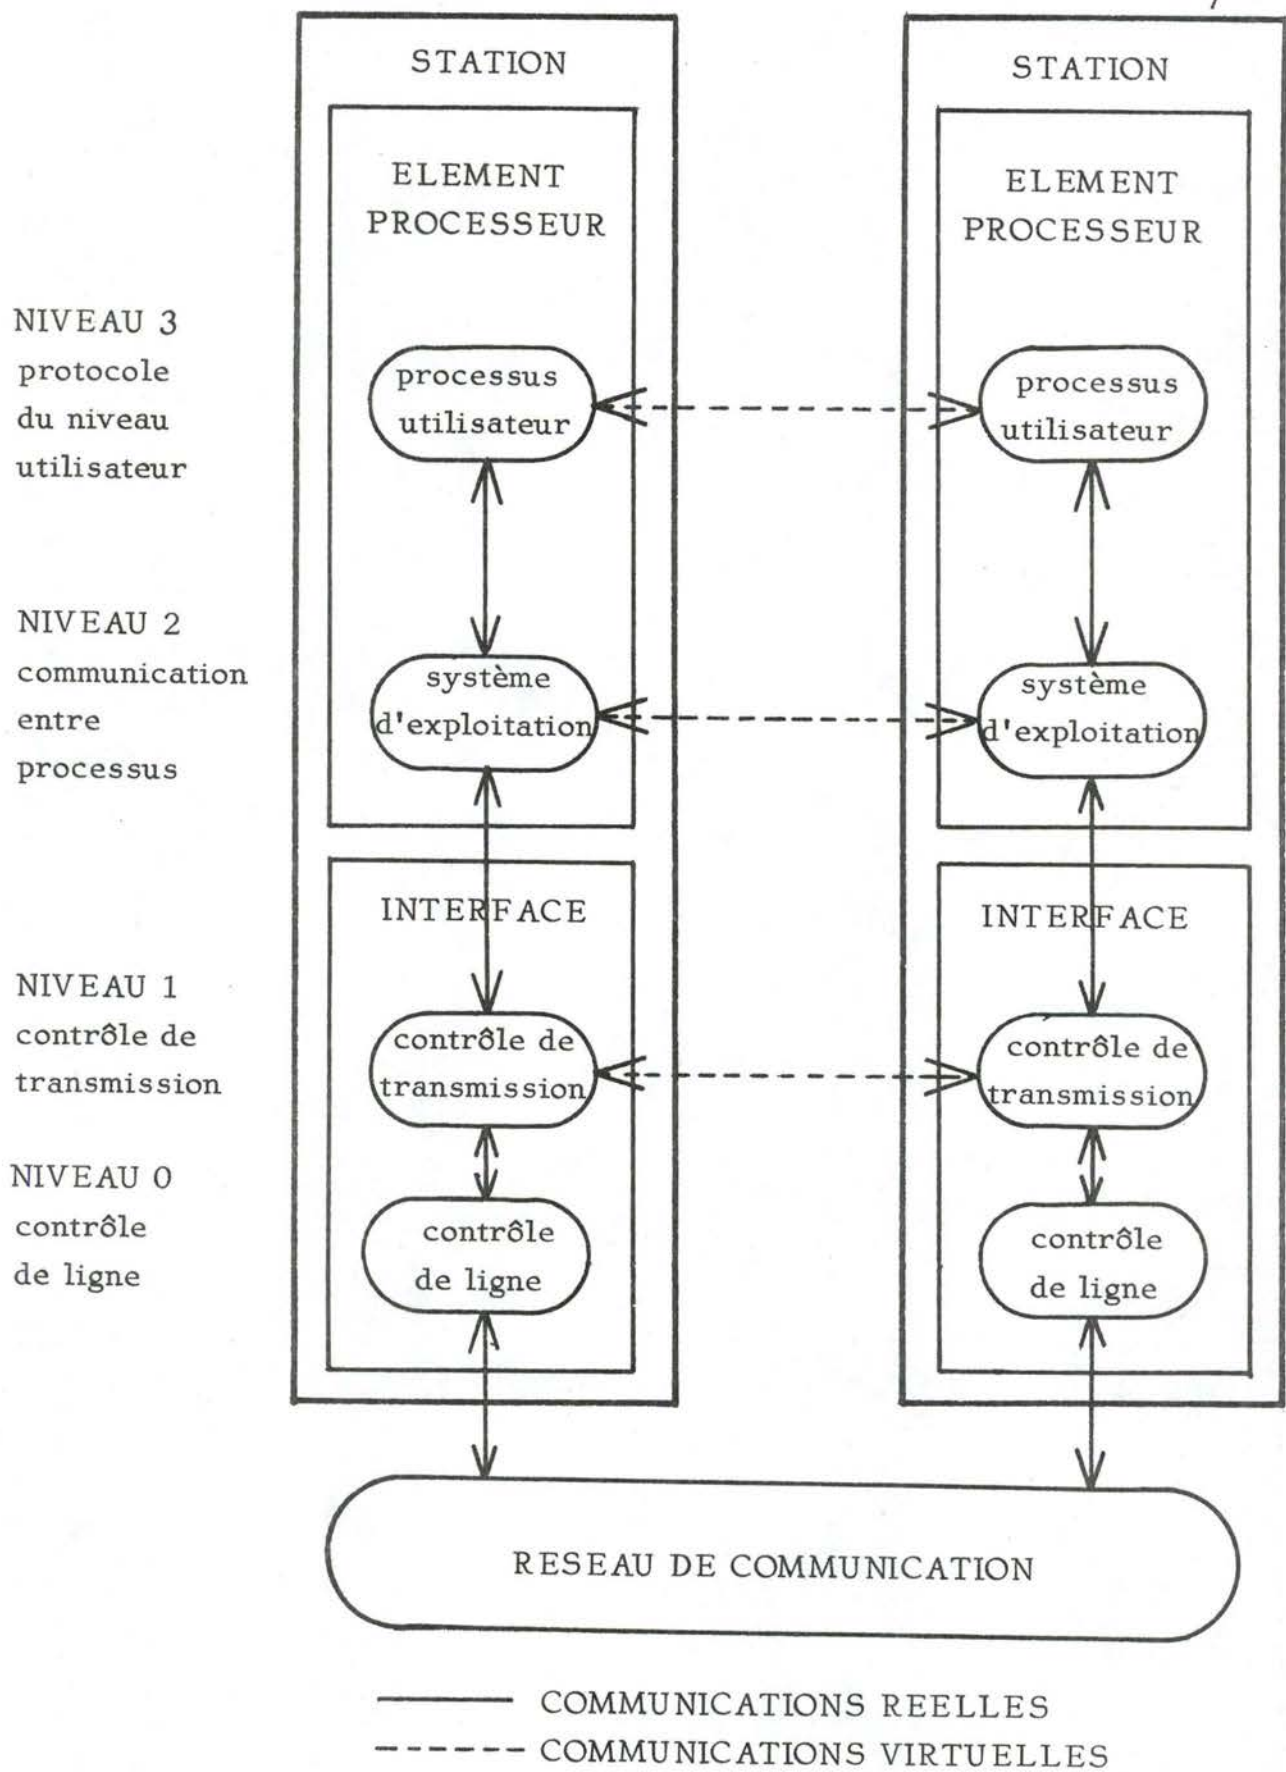 STATION
STATION
ELEMENT
PROCESSEUR
ELEMENT
PROCESSEUR
NIVEAU 3
protocole
du niveau
utilisateur
processus
utilisateur
processus
utilisateur
NIVEAU 2
communication
entre
processus
système
d'exploitation
système
d'exploitation
INTERFACE
INTERFACE
NIVEAU 1
contrôle de
transmission
contrôle de
transmission
contrôle de
transmission
NIVEAU 0
contrôle
de ligne
contrôle
de ligne
contrôle
de ligne
RESEAU DE COMMUNICATION
COMMUNICATIONS REELLES
COMMUNICATIONS VIRTUELLES